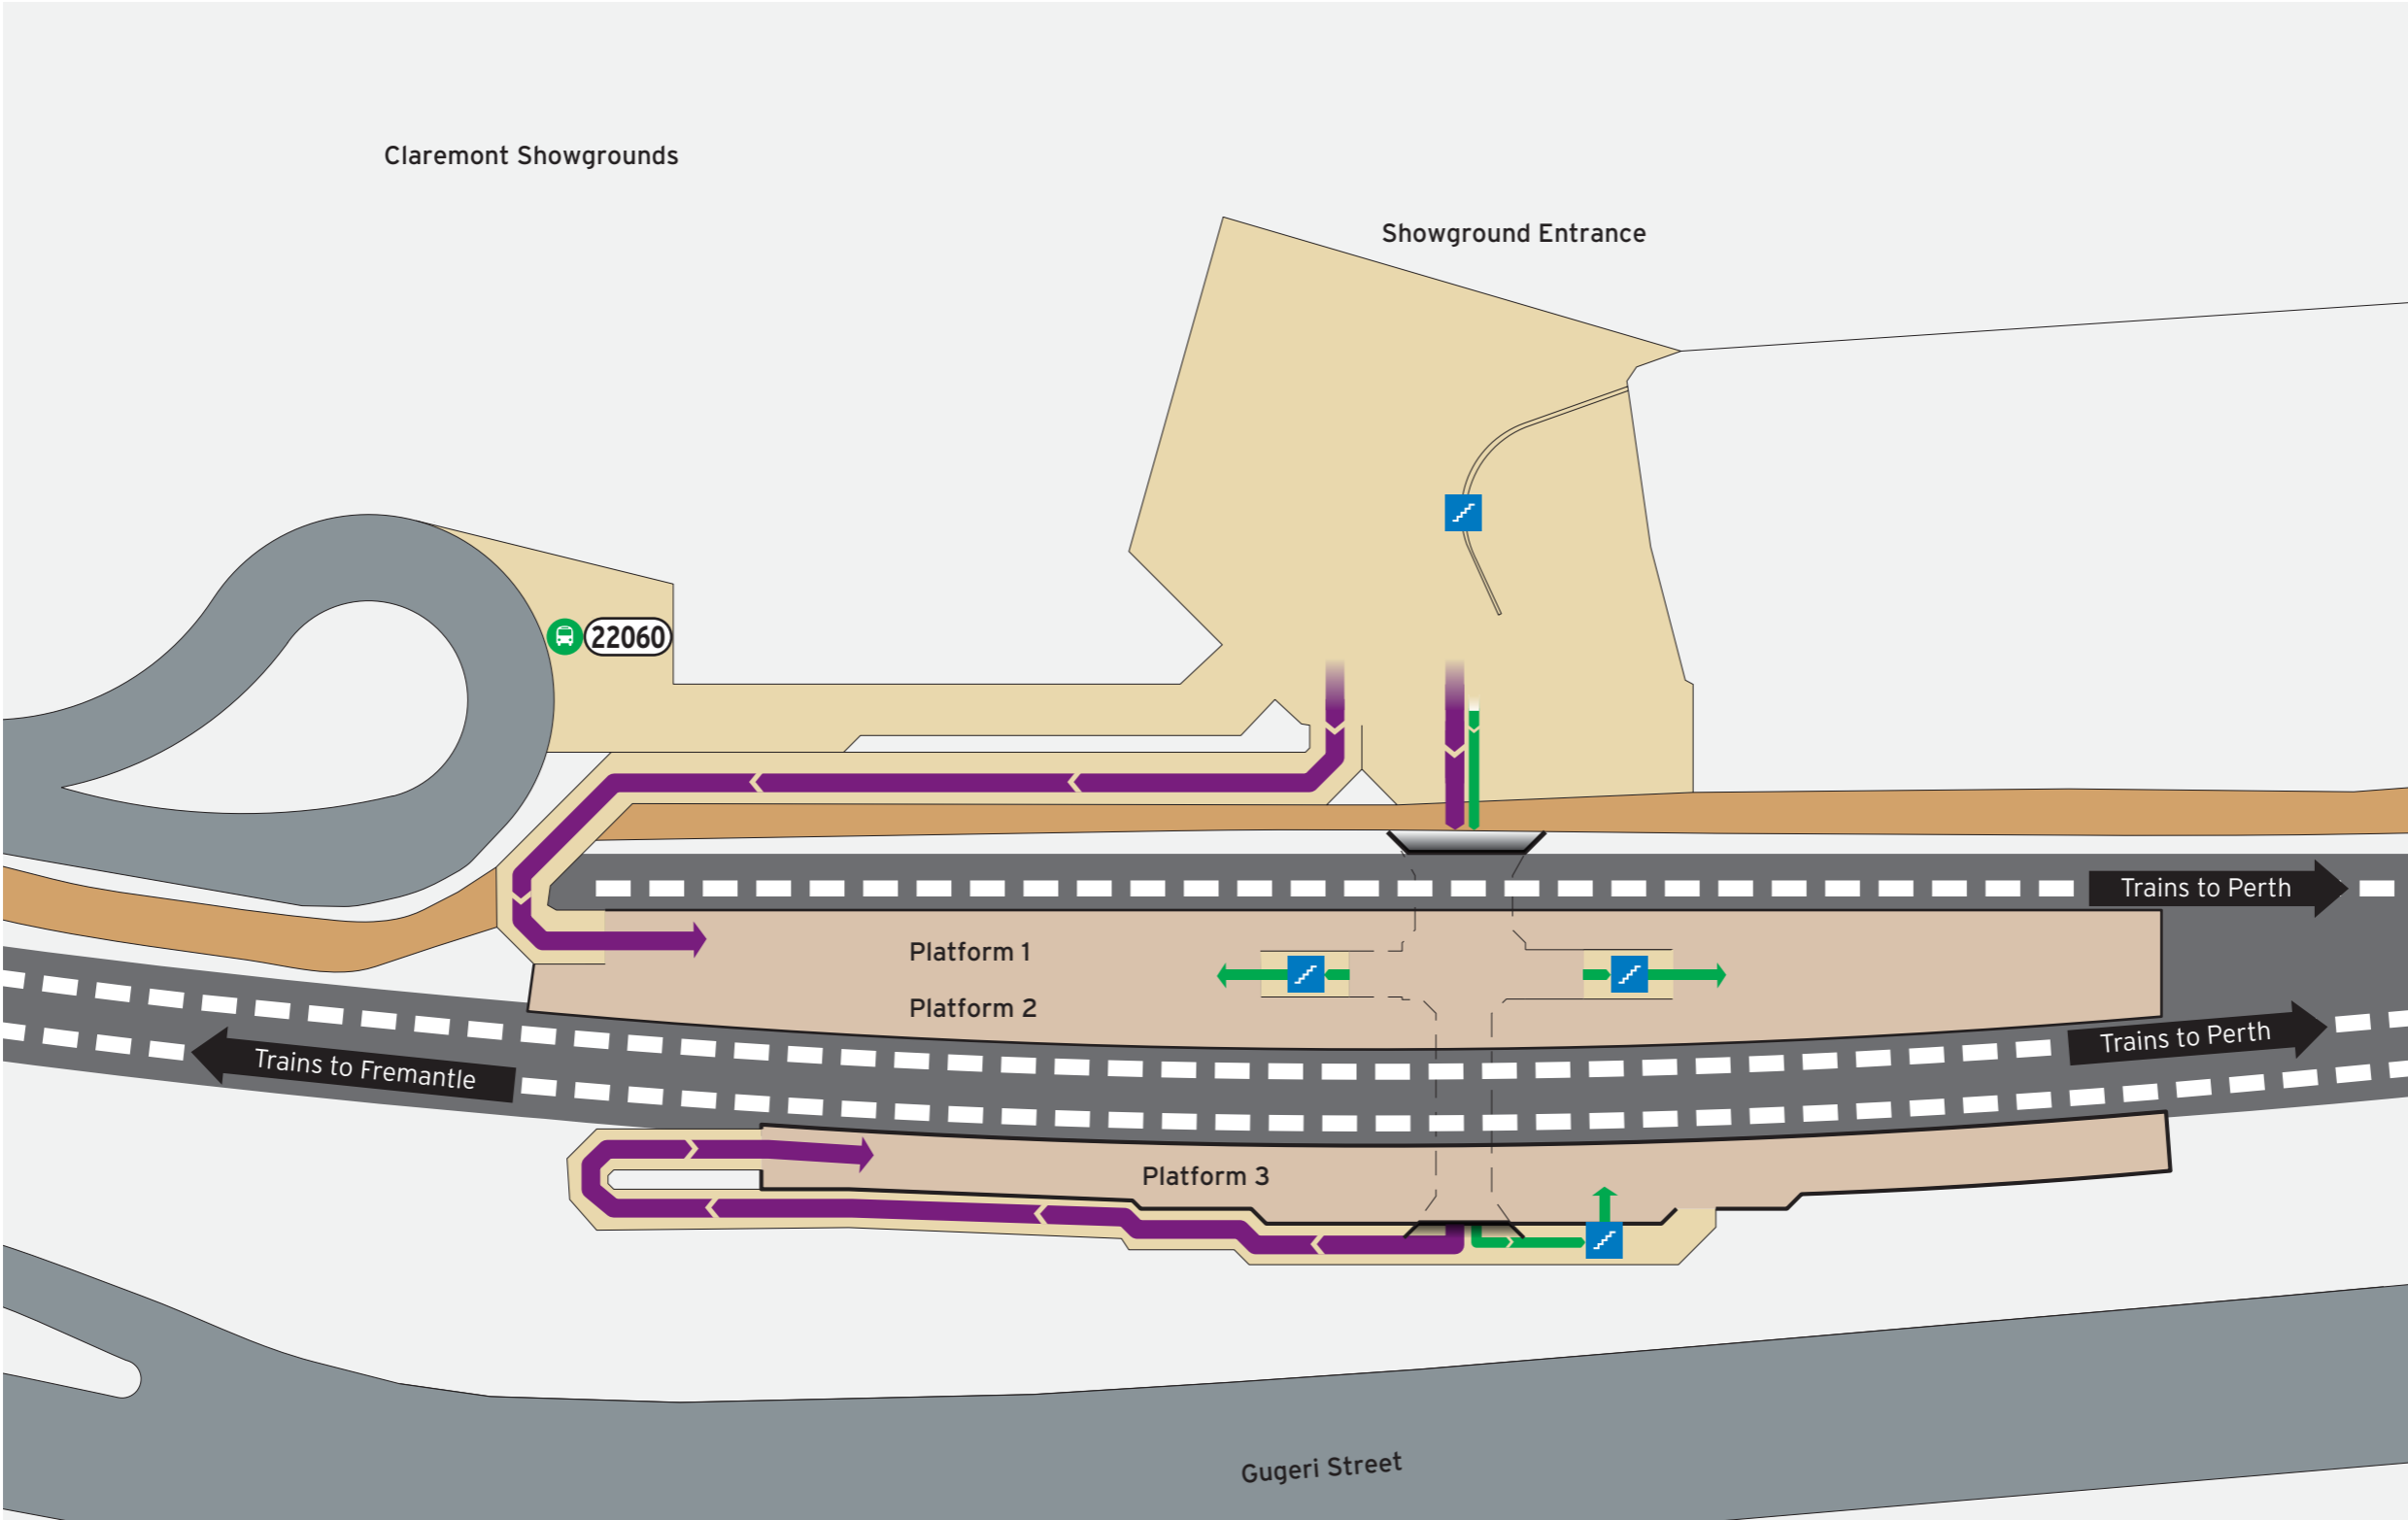 Claremont Showgrounds
Showground Entrance
22060
Trains to Perth
Platform 1
Platform 2
Trains to Perth
Trains to Fremantle
Platform 3
Gugeri Street